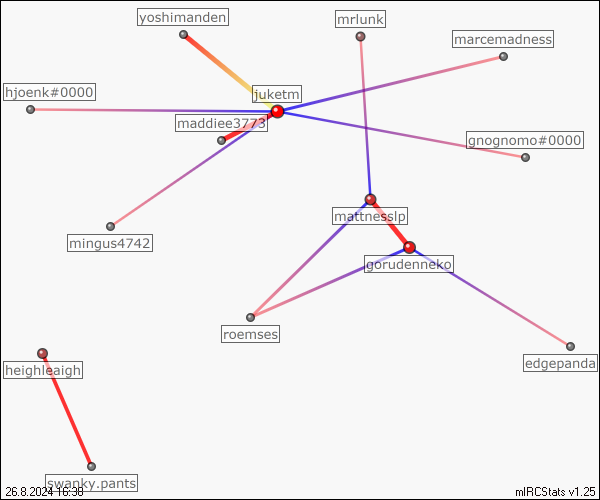 yoshimanden
mrlunk
marcemadness
hjoenk#0000
juketm
maddiee3773
gnognomo#0000
mattnesslp
mingus4742
gorudenneko
roemses
edgepanda
heighleaigh
swanky.pants
26.8.2024 16:38
mIRCStats v1.25